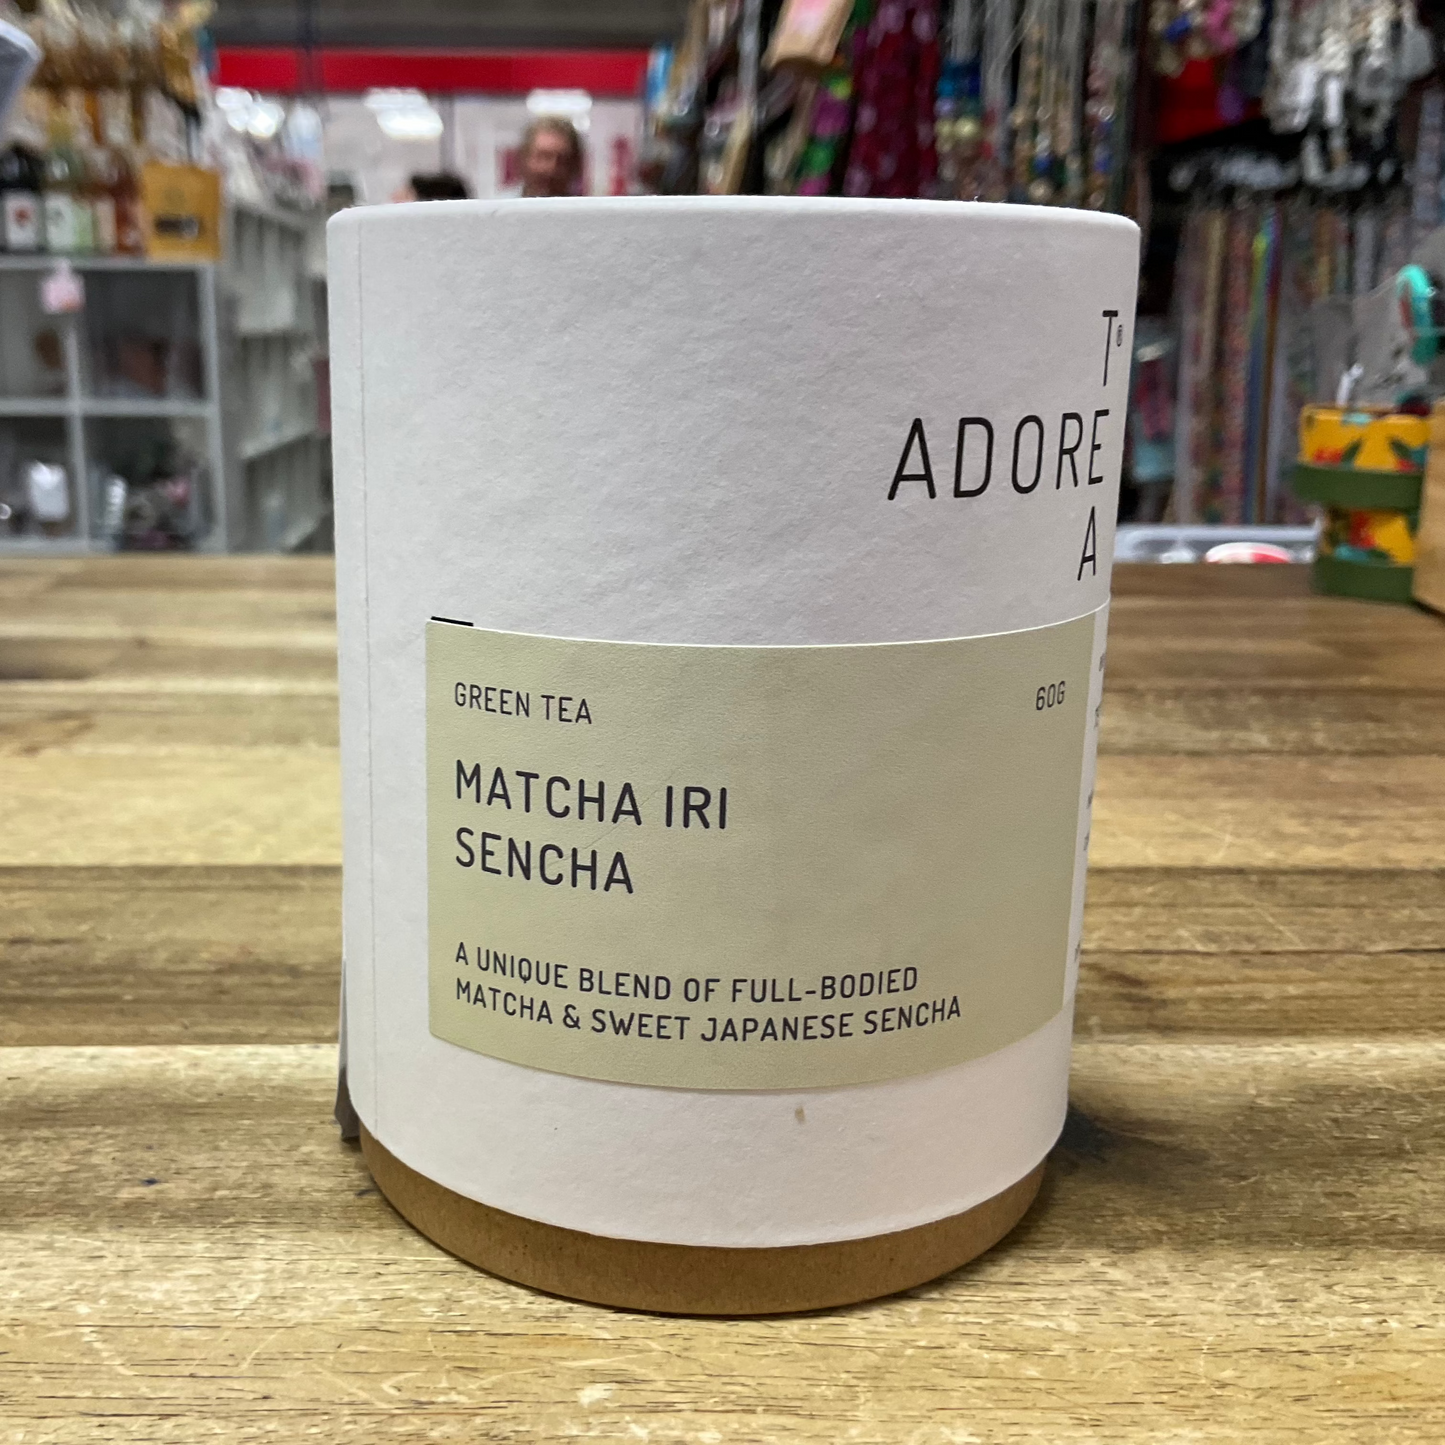 T®
ADORE
A
GREEN TEA
60G
MATCHA IRI
SENCHA
A UNIQUE BLEND OF FULL-BODIED
MATCHA & SWEET JAPANESE SENCHA